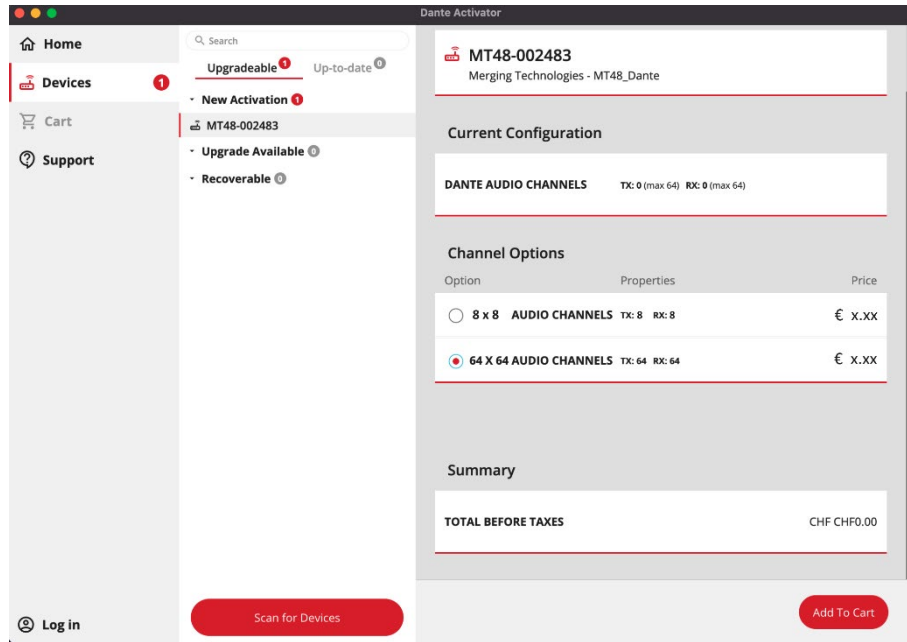 Dante Activator
Home
Devices 1
Cart
Support
Log in
Search
Upgradeable 1 Up-to-date 0
New Activation 1
MT48-002483
Upgrade Available 0
Recoverable 0
Scan for Devices
MT48-002483
Merging Technologies - MT48_Dante
Current Configuration
DANTE AUDIO CHANNELS TX: 0 (max 64) RX: 0 (max 64)
Channel Options
Option Properties Price
8 x 8 AUDIO CHANNELS TX: 8 RX: 8 € x.xx
64 X 64 AUDIO CHANNELS TX: 64 RX: 64 € x.xx
Summary
TOTAL BEFORE TAXES CHF CHF0.00
Add To Cart